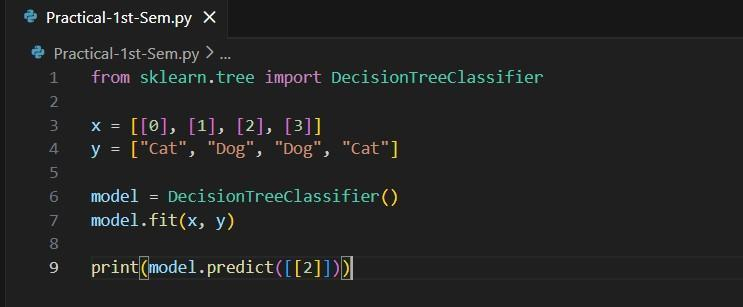 Practical-1st-Sem.py ×
Practical-1st-Sem.py > ...
1 from sklearn.tree import DecisionTreeClassifier
2
3 x = [[0], [1], [2], [3]]
4 y = ["Cat", "Dog", "Dog", "Cat"]
5
6 model = DecisionTreeClassifier()
7 model.fit(x, y)
8
9 print(model.predict([[2]]))